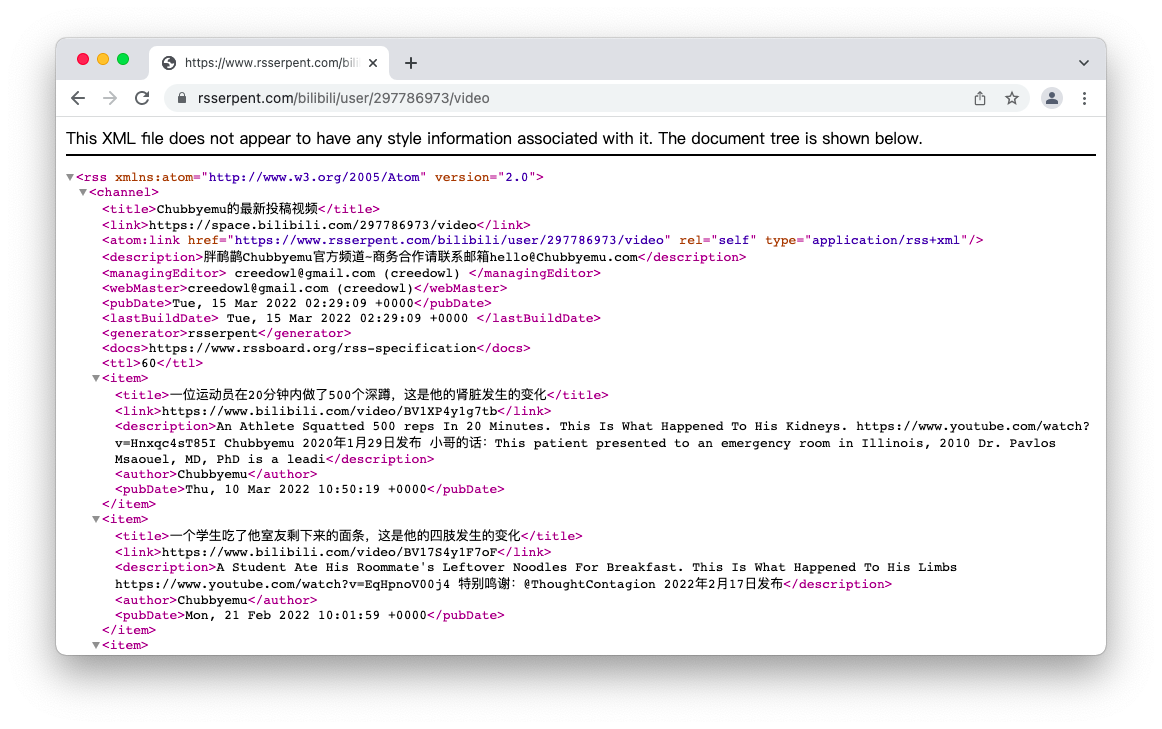 https://www.rsserpent.com/bili
rsserpent.com/bilibili/user/297786973/video
This XML file does not appear to have any style information associated with it. The document tree is shown below.
<rss xmlns:atom="http://www.w3.org/2005/Atom" version="2.0">
<channel>
<title>Chubbyemu的最新投稿视频</title>
<link>https://space.bilibili.com/297786973/video</link>
<atom:link href="https://www.rsserpent.com/bilibili/user/297786973/video" rel="self" type="application/rss+xml"/>
<description>胖鸸鹋Chubbyemu官方频道-商务合作请联系邮箱hello@Chubbyemu.com</description>
<managingEditor> creedowl@gmail.com (creedowl) </managingEditor>
<webMaster>creedowl@gmail.com (creedowl)</webMaster>
<pubDate>Tue, 15 Mar 2022 02:29:09 +0000</pubDate>
<lastBuildDate> Tue, 15 Mar 2022 02:29:09 +0000 </lastBuildDate>
<generator>rsserpent</generator>
<docs>https://www.rssboard.org/rss-specification</docs>
<ttl>60</ttl>
<item>
<title>一位运动员在20分钟内做了500个深蹲，这是他的肾脏发生的变化</title>
<link>https://www.bilibili.com/video/BV1XP4y1g7tb</link>
<description>An Athlete Squatted 500 reps In 20 Minutes. This Is What Happened To His Kidneys. https://www.youtube.com/watch?
v=Hnxqc4sT85I Chubbyemu 2020年1月29日发布 小哥的话：This patient presented to an emergency room in Illinois, 2010 Dr. Pavlos
Msaouel, MD, PhD is a leadi</description>
<author>Chubbyemu</author>
<pubDate>Thu, 10 Mar 2022 10:50:19 +0000</pubDate>
</item>
<item>
<title>一个学生吃了他室友剩下来的面条，这是他的四肢发生的变化</title>
<link>https://www.bilibili.com/video/BV17S4y1F7oF</link>
<description>A Student Ate His Roommate's Leftover Noodles For Breakfast. This Is What Happened To His Limbs
https://www.youtube.com/watch?v=EqHpnoV00j4 特别鸣谢：@ThoughtContagion 2022年2月17日发布</description>
<author>Chubbyemu</author>
<pubDate>Mon, 21 Feb 2022 10:01:59 +0000</pubDate>
</item>
<item>